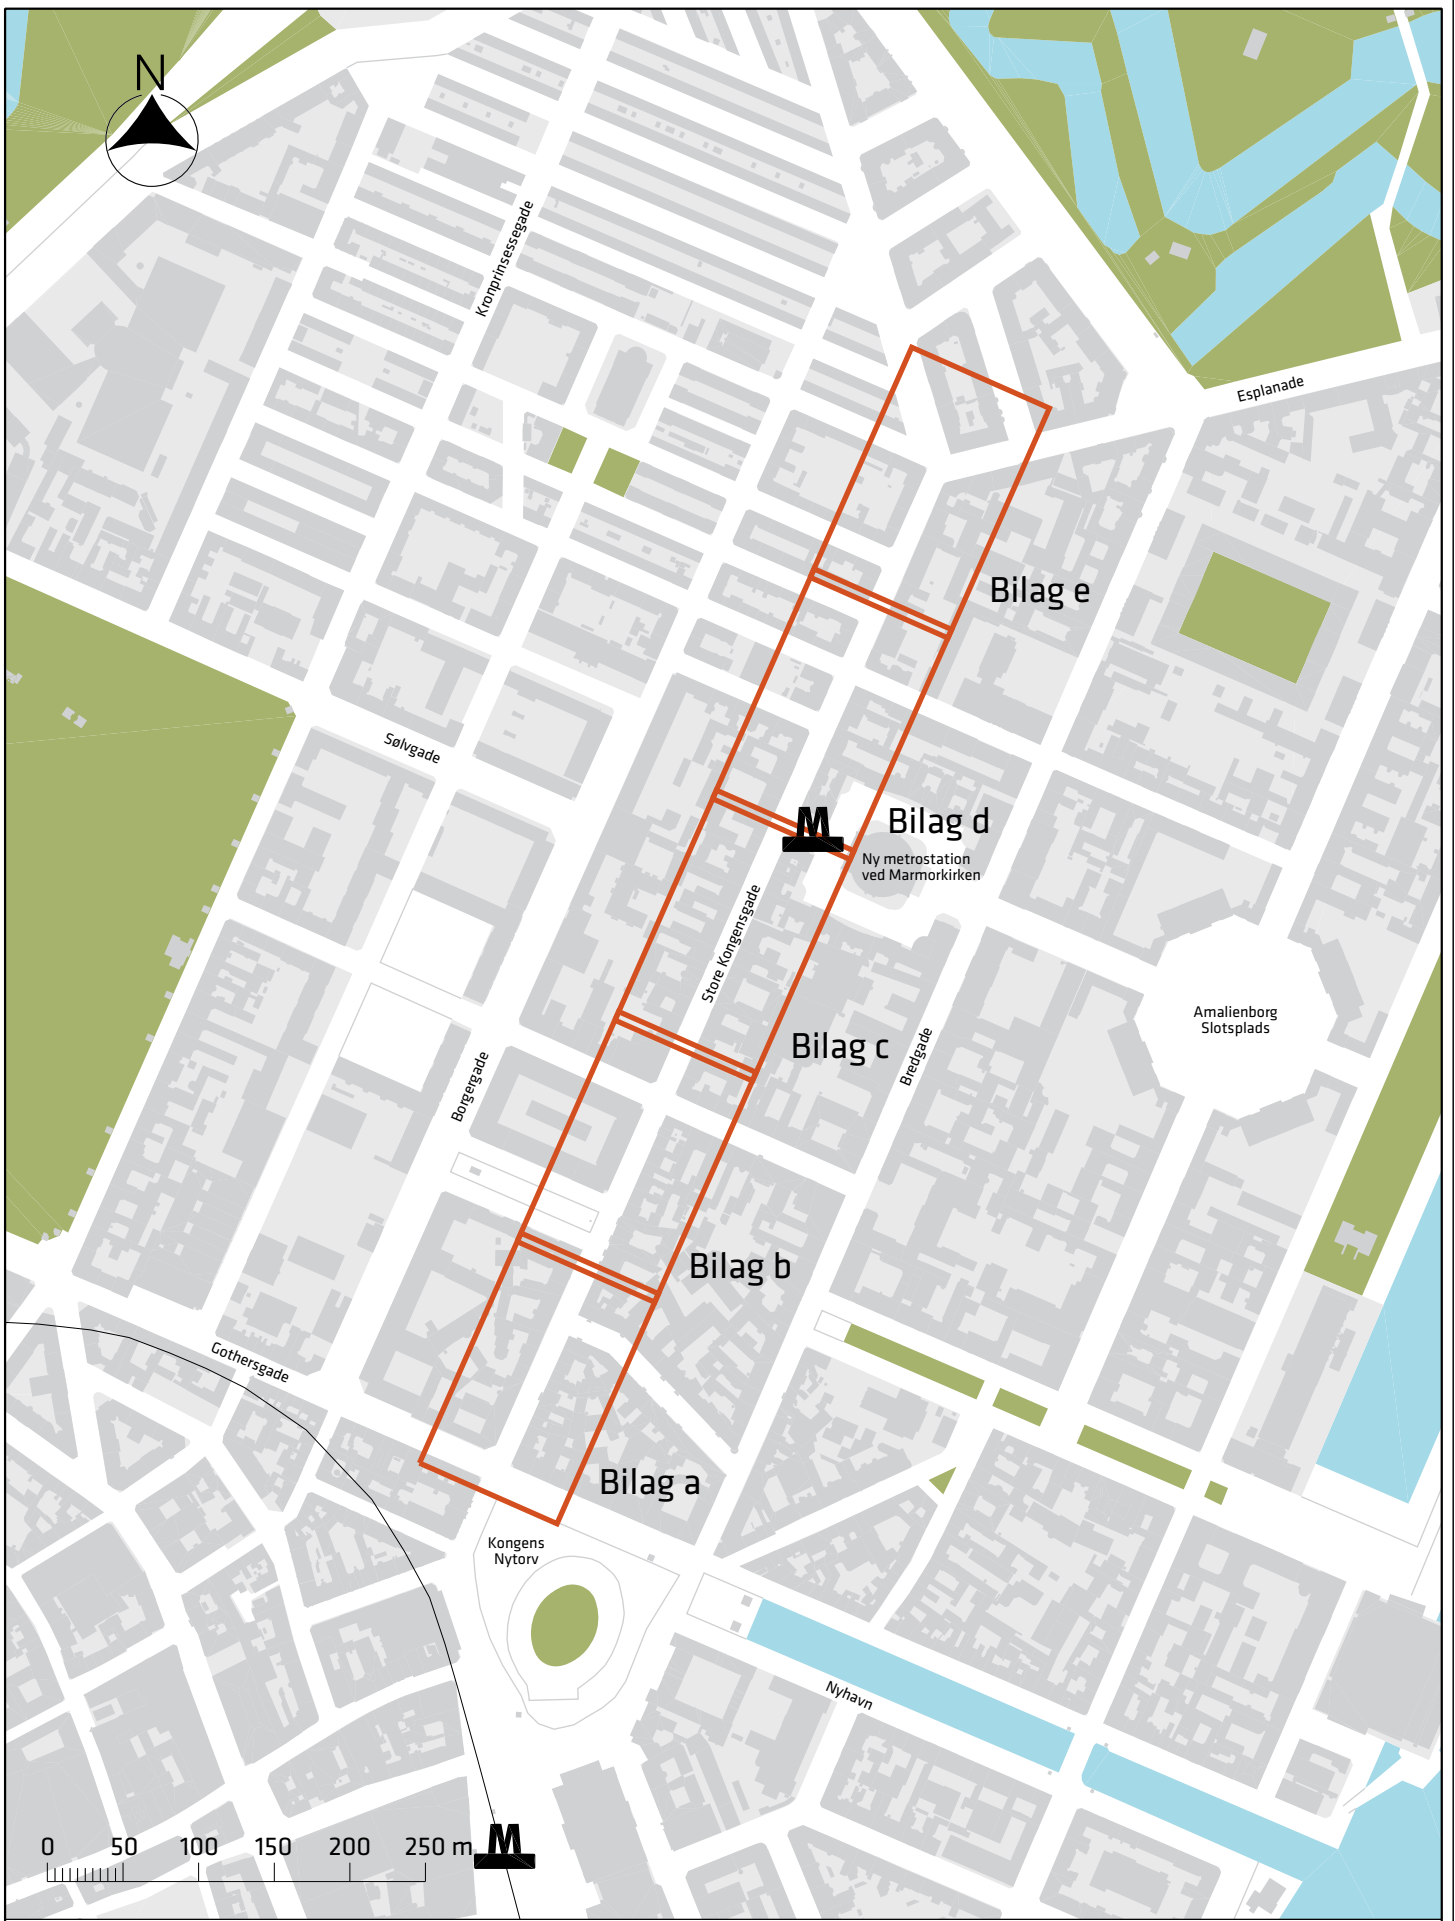 N
Kronprinsessegade
Esplanade
Bilag e
Sølvgade
Bilag d
M
Ny metrostation
ved Marmorkirken
Store Kongensgade
Amalienborg
Slotsplads
Bilag c
Bredgade
Borgergade
Bilag b
Gothersgade
Bilag a
Kongens
Nytorv
Nyhavn
0 50 100 150 200 250 m
M